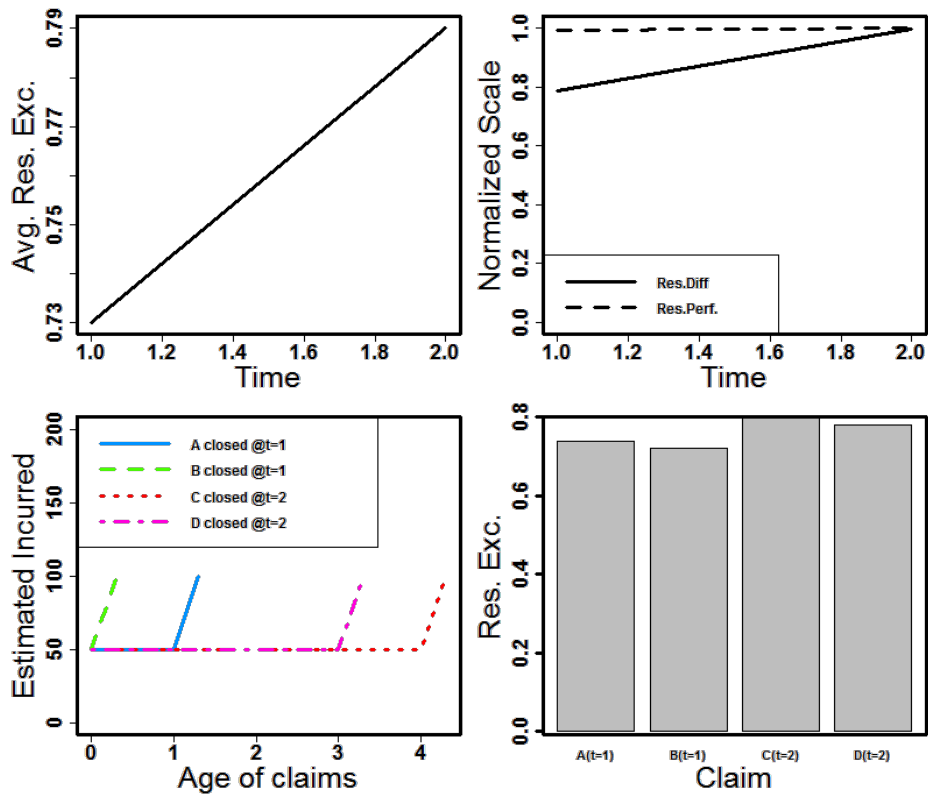 Avg. Res. Exc.
0.79
0.77
0.75
0.73
1.0 1.2 1.4 1.6 1.8 2.0
Time
Normalized Scale
1.0
0.8
0.6
0.4
0.2
0.0
Res.Diff
Res.Perf.
1.0 1.2 1.4 1.6 1.8 2.0
Time
Estimated Incurred
200
150
100
50
0
A closed @t=1
B closed @t=1
C closed @t=2
D closed @t=2
0 1 2 3 4
Age of claims
Res. Exc.
0.8
0.6
0.4
0.2
0.0
A(t=1) B(t=1) C(t=2) D(t=2)
Claim